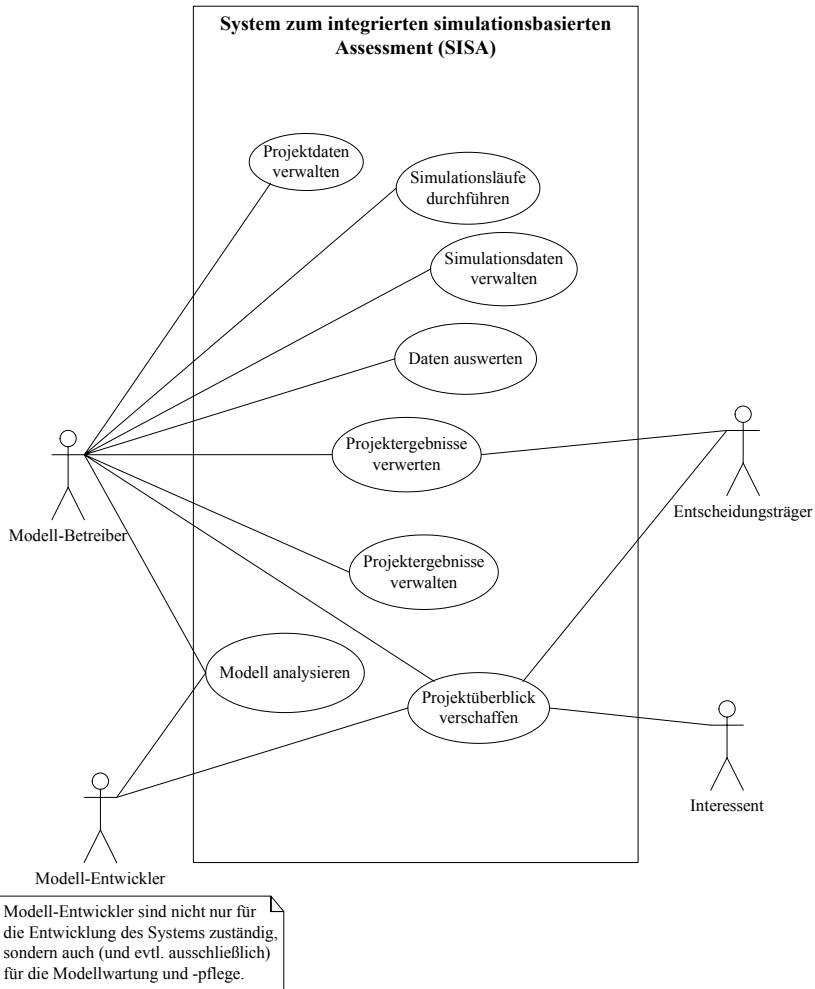 System zum integrierten simulationsbasierten
Assessment (SISA)
Projektdaten
verwalten
Simulationsläufe
durchführen
Simulationsdaten
verwalten
Daten auswerten
Projektergebnisse
verwerten
Modell-Betreiber
Entscheidungsträger
Projektergebnisse
verwalten
Modell analysieren
Projektüberblick
verschaffen
Interessent
Modell-Entwickler
Modell-Entwickler sind nicht nur für
die Entwicklung des Systems zuständig,
sondern auch (und evtl. ausschließlich)
für die Modellwartung und -pflege.